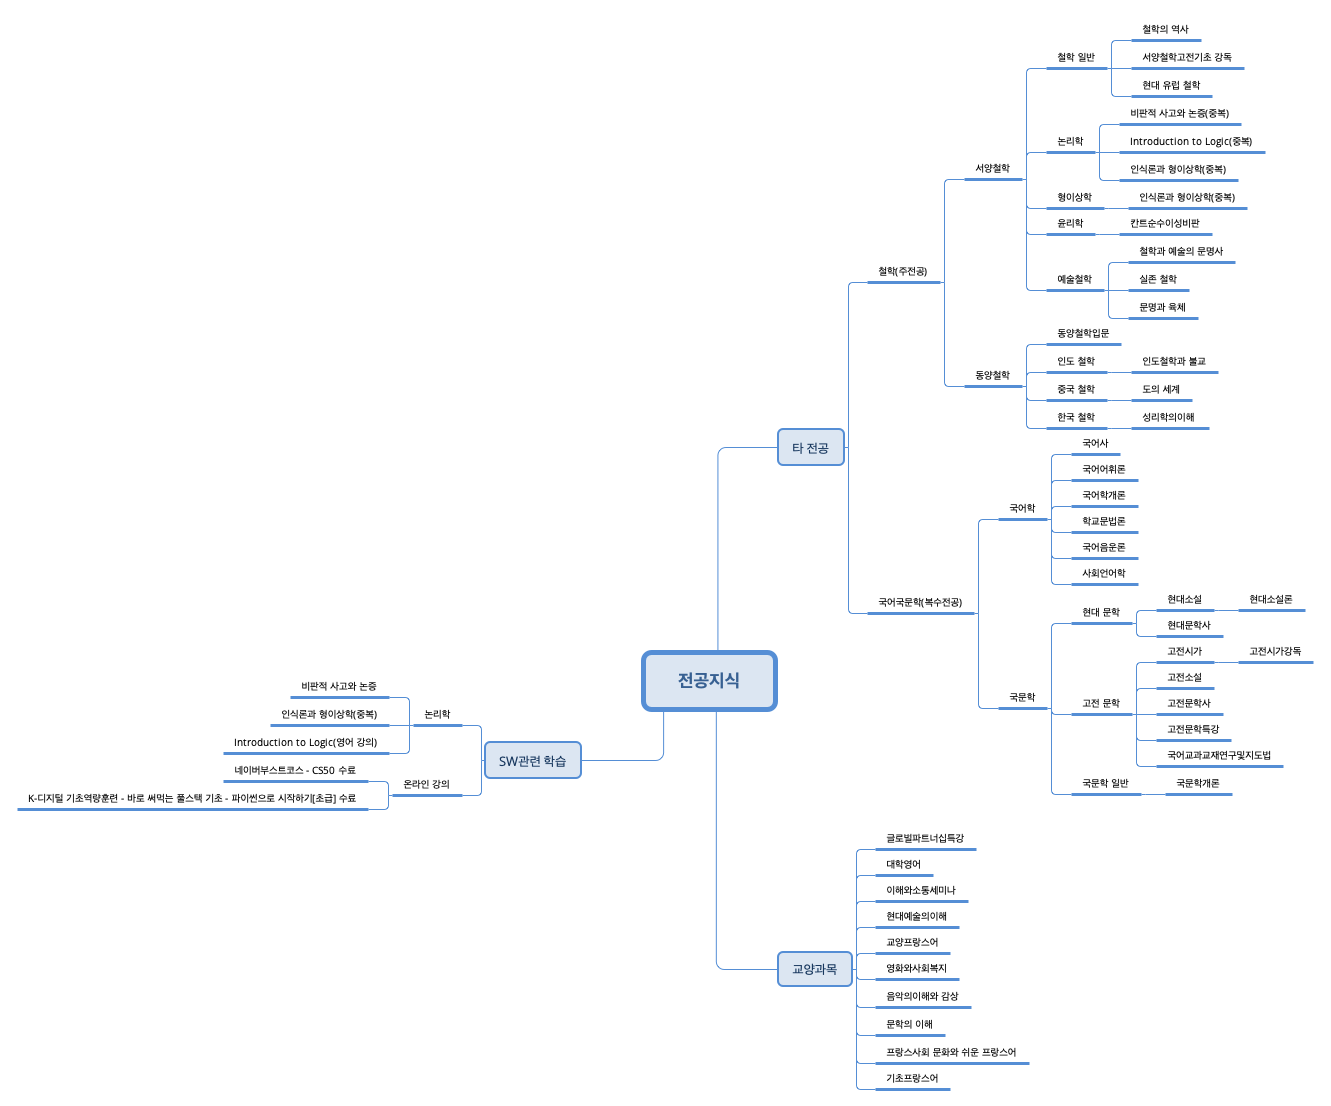 전공지식
타 전공
철학(주전공)
서양철학
철학 일반
철학의 역사
서양철학고전기초 강독
현대 유럽 철학
논리학
비판적 사고와 논증(중복)
Introduction to Logic(중복)
인식론과 형이상학(중복)
형이상학
인식론과 형이상학(중복)
윤리학
칸트순수이성비판
예술철학
철학과 예술의 문명사
실존 철학
문명과 육체
동양철학
동양철학입문
인도 철학
인도철학과 불교
중국 철학
도의 세계
한국 철학
성리학의이해
국어국문학(복수전공)
국어학
국어사
국어어휘론
국어학개론
학교문법론
국어음운론
사회언어학
국문학
현대 문학
현대소설
현대소설론
현대문학사
고전 문학
고전시가
고전시가강독
고전소설
고전문학사
고전문학특강
국어교과교재연구및지도법
국문학 일반
국문학개론
SW관련 학습
논리학
비판적 사고와 논증
인식론과 형이상학(중복)
Introduction to Logic(영어 강의)
온라인 강의
네이버부스트코스 - CS50 수료
K-디지털 기초역량훈련 - 바로 써먹는 풀스택 기초 - 파이썬으로 시작하기[초급] 수료
교양과목
글로벌파트너십특강
대학영어
이해와소통세미나
현대예술의이해
교양프랑스어
영화와사회복지
음악의이해와 감상
문학의 이해
프랑스사회 문화와 쉬운 프랑스어
기초프랑스어